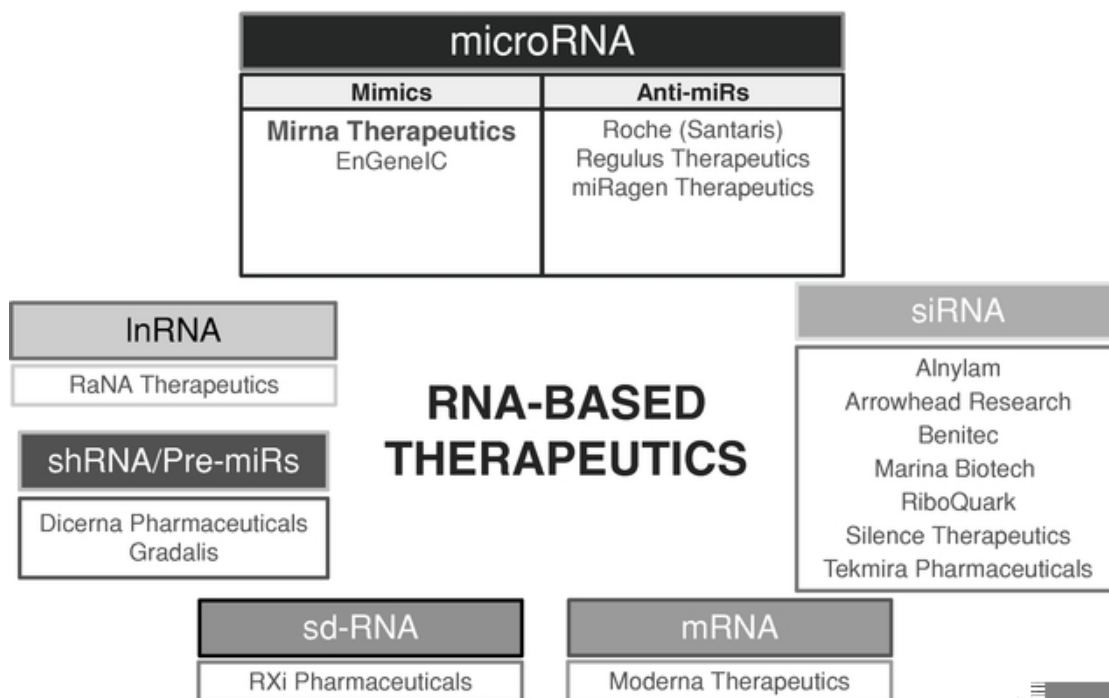 microRNA
Mimics
Anti-miRs
Mirna Therapeutics
EnGeneIC
Roche (Santaris)
Regulus Therapeutics
miRagen Therapeutics
lnRNA
RaNA Therapeutics
shRNA/Pre-miRs
Dicerna Pharmaceuticals
Gradalis
RNA-BASED
THERAPEUTICS
siRNA
Alnylam
Arrowhead Research
Benitec
Marina Biotech
RiboQuark
Silence Therapeutics
Tekmira Pharmaceuticals
sd-RNA
RXi Pharmaceuticals
mRNA
Moderna Therapeutics